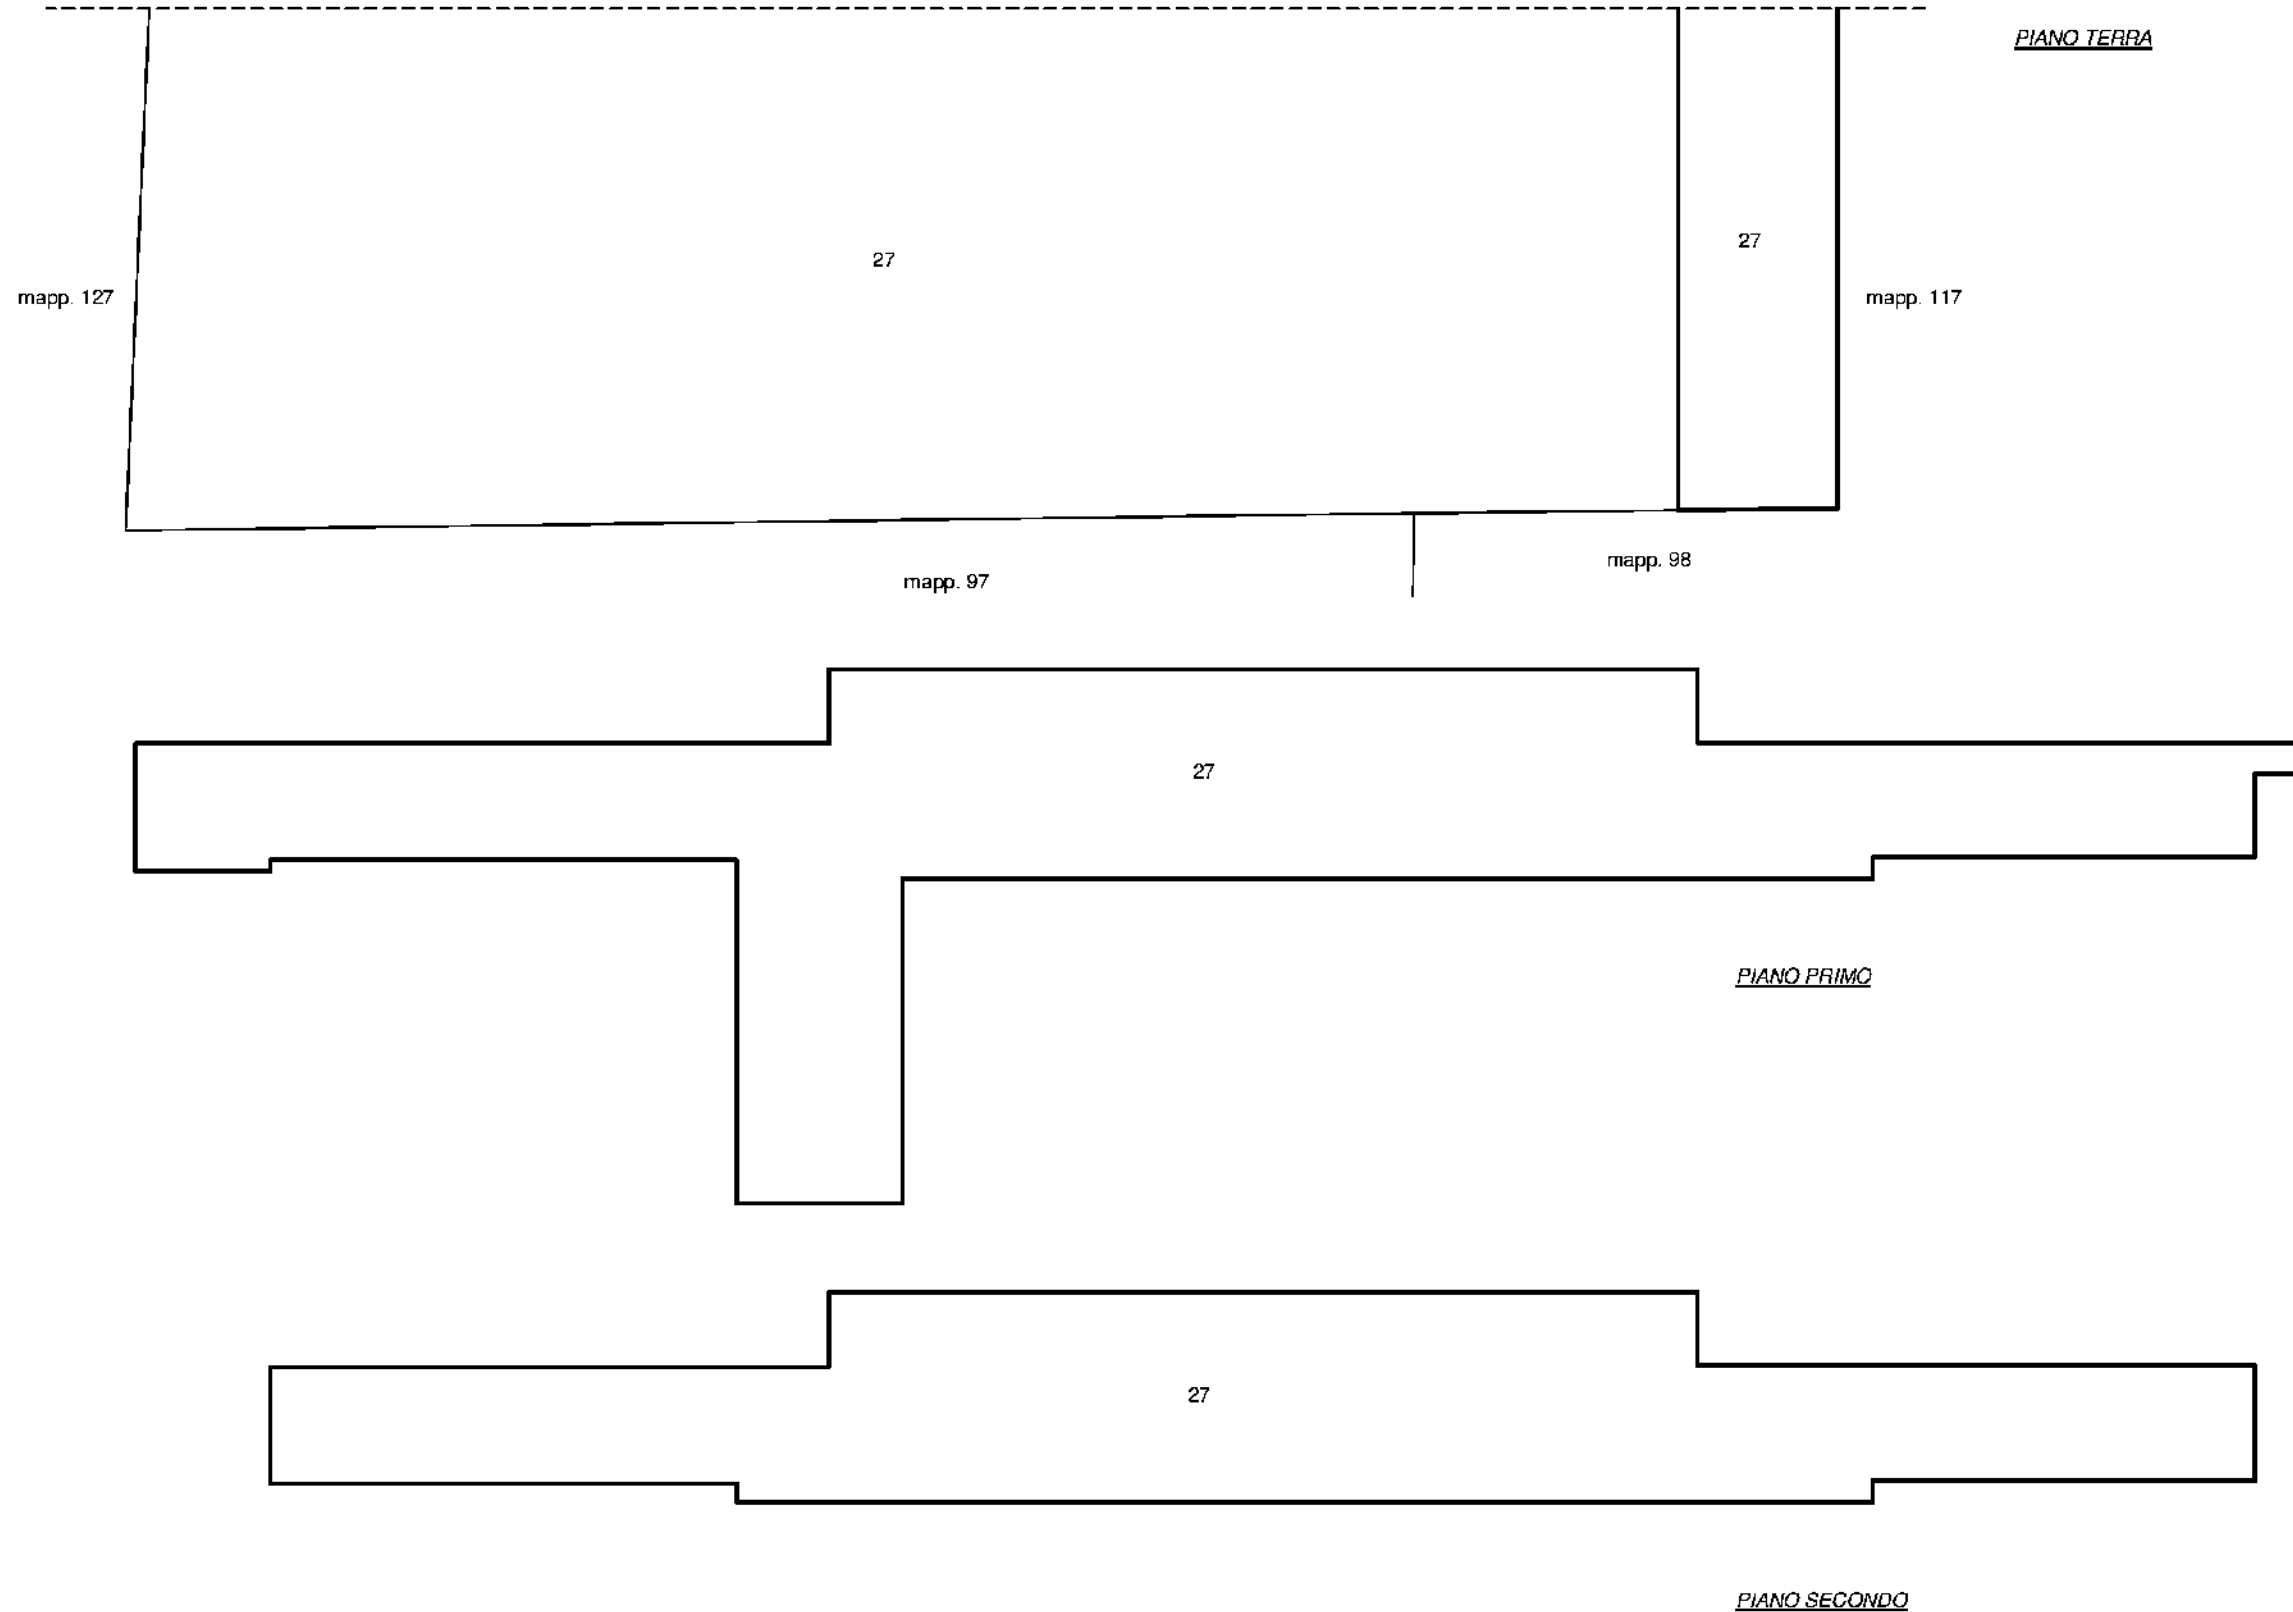 PIANO TERRA
27
27
mapp. 127
mapp. 117
mapp. 98
mapp. 97
27
PIANO PRIMO
27
PIANO SECONDO